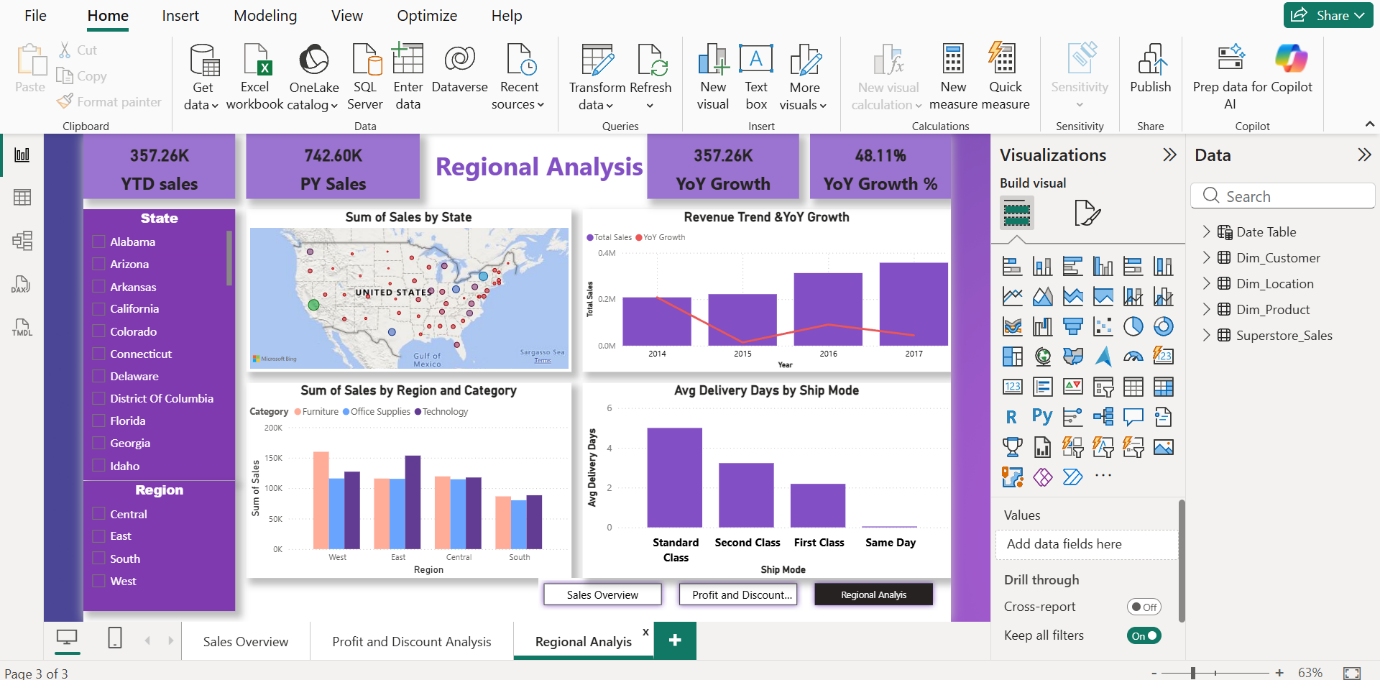 File Home Insert Modeling View Optimize Help Share
Paste
Cut
Copy
Format painter
Clipboard
Get data
Excel workbook
OneLake catalog
SQL Server
Enter data
Dataverse
Recent sources
Data
Transform data
Refresh
Queries
New visual
Text box
More visuals
Insert
New visual calculation
New measure
Quick measure
Calculations
Sensitivity
Sensitivity
Publish
Share
Prep data for AI
Copilot
Copilot
DAX
TMDL
357.26K
YTD sales
742.60K
PY Sales
Regional Analysis
357.26K
YoY Growth
48.11%
YoY Growth %
State
Alabama
Arizona
Arkansas
California
Colorado
Connecticut
Delaware
District Of Columbia
Florida
Georgia
Idaho
Region
Central
East
South
West
Sum of Sales by State
UNITED STATES
Gulf of
Mexico
Sargasso Sea
Microsoft Bing
Terms
Revenue Trend &YoY Growth
Total Sales YoY Growth
Total Sales
0.4M
0.2M
0.0M
2014 2015 2016 2017
Year
Sum of Sales by Region and Category
Category Furniture Office Supplies Technology
Sum of Sales
200K
150K
100K
50K
0K
West East Central South
Region
Avg Delivery Days by Ship Mode
Avg Delivery Days
6
4
2
0
Standard Class
Second Class
First Class
Same Day
Ship Mode
Sales Overview
Profit and Discount...
Regional Analyis
Visualizations
Build visual
123
123
R Py
...
Values
Add data fields here
Drill through
Cross-report Off
Keep all filters On
Data
Search
Date Table
Dim_Customer
Dim_Location
Dim_Product
Superstore_Sales
Sales Overview
Profit and Discount Analysis
Regional Analyis x
+
Page 3 of 3
- + 63%